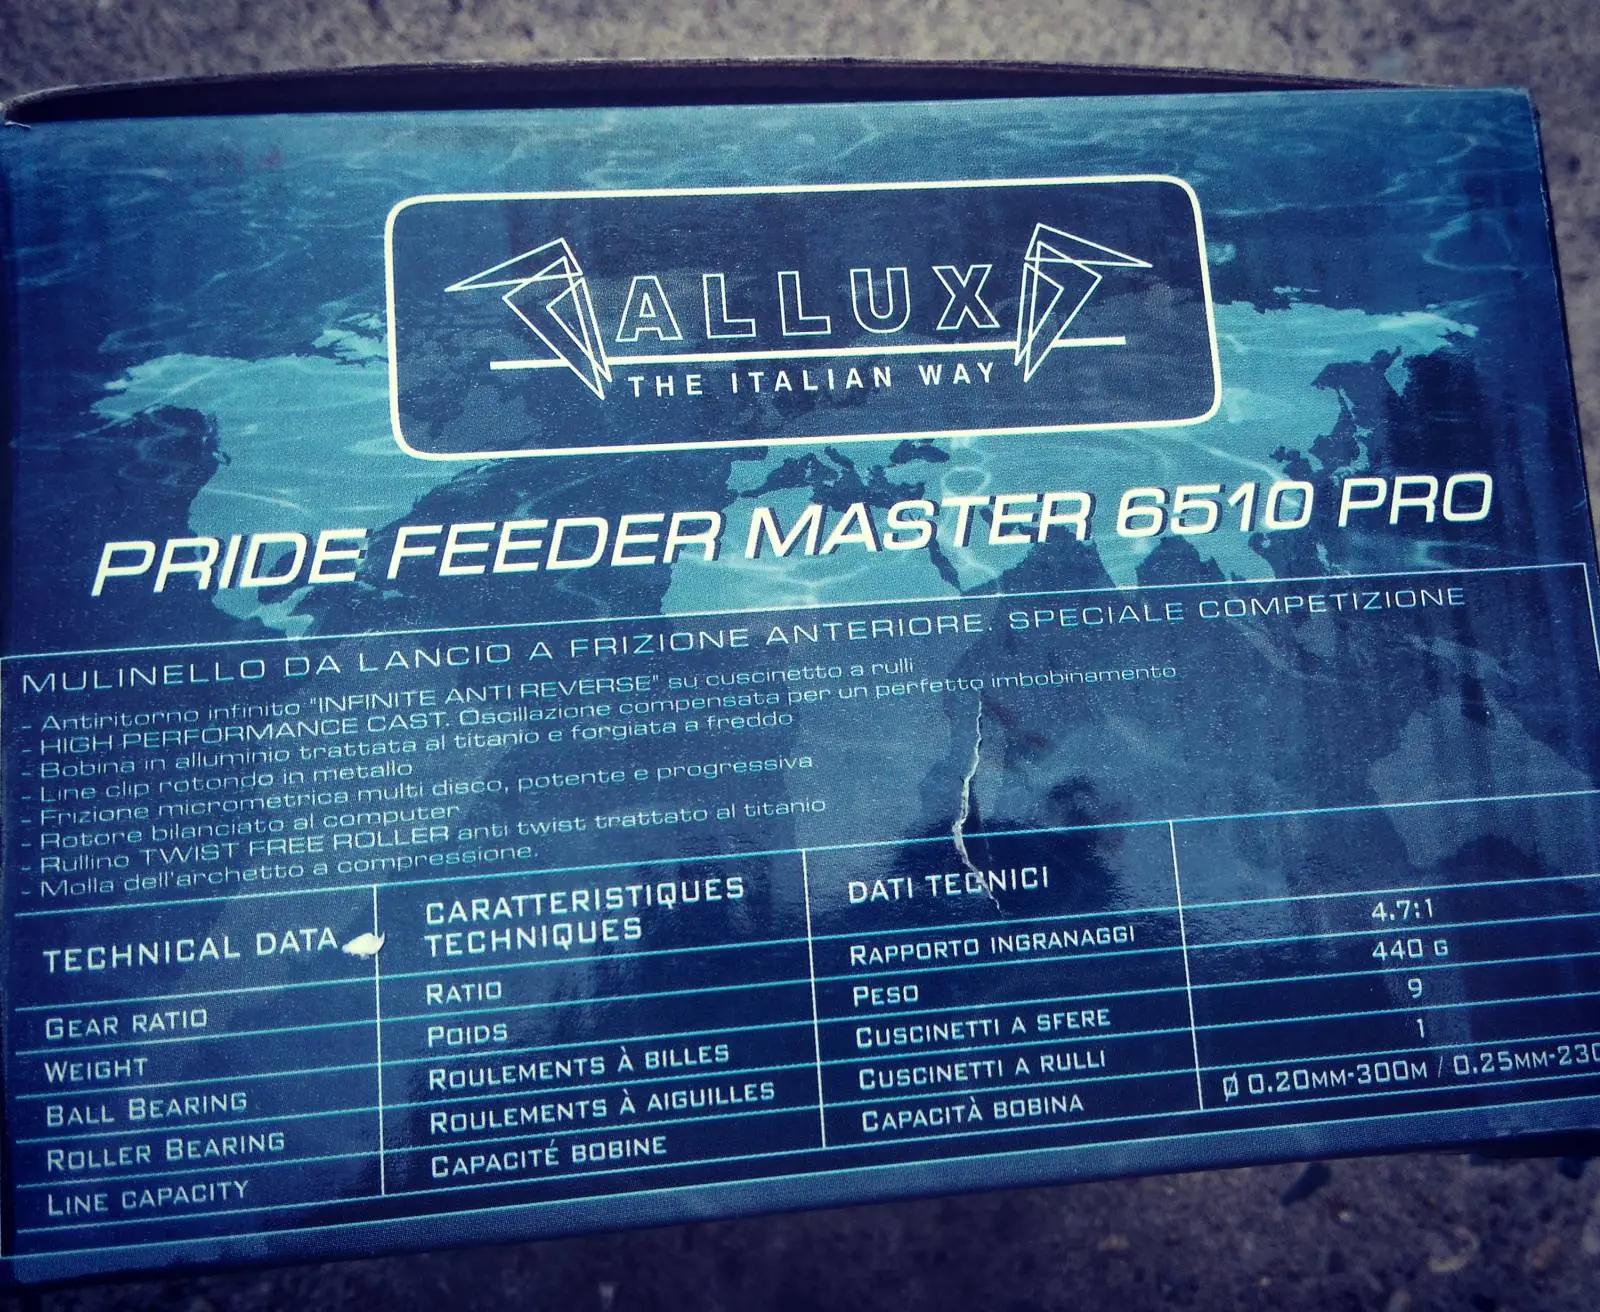 ALLUX
THE ITALIAN WAY
PRIDE FEEDER MASTER 6510 PRO
MULINELLO DA LANCIO A FRIZIONE ANTERIORE. SPECIALE COMPETIZIONE
- Antiritorno infinito "INFINITE ANTI REVERSE" su cuscinetto a rulli
- HIGH PERFORMANCE CAST. Oscillazione compensata per un perfetto imbobinamento
- Bobina in alluminio trattata al titanio e forgiata a freddo
- Line clip rotondo in metallo
- Frizione micrometrica multi disco, potente e progressiva
- Rotore bilanciato al computer
- Rullino TWIST FREE ROLLER anti twist trattato al titanio
- Molla dell'archetto a compressione.
TECHNICAL DATA CARATTERISTIQUES TECHNIQUES DATI TECNICI
GEAR RATIO RATIO RAPPORTO INGRANAGGI 4.7:1
WEIGHT POIDS PESO 440 G
BALL BEARING ROULEMENTS À BILLES CUSCINETTI A SFERE 9
ROLLER BEARING ROULEMENTS À AIGUILLES CUSCINETTI A RULLI 1
LINE CAPACITY CAPACITÉ BOBINE CAPACITÀ BOBINA Ø 0.20MM-300M / 0.25MM-230